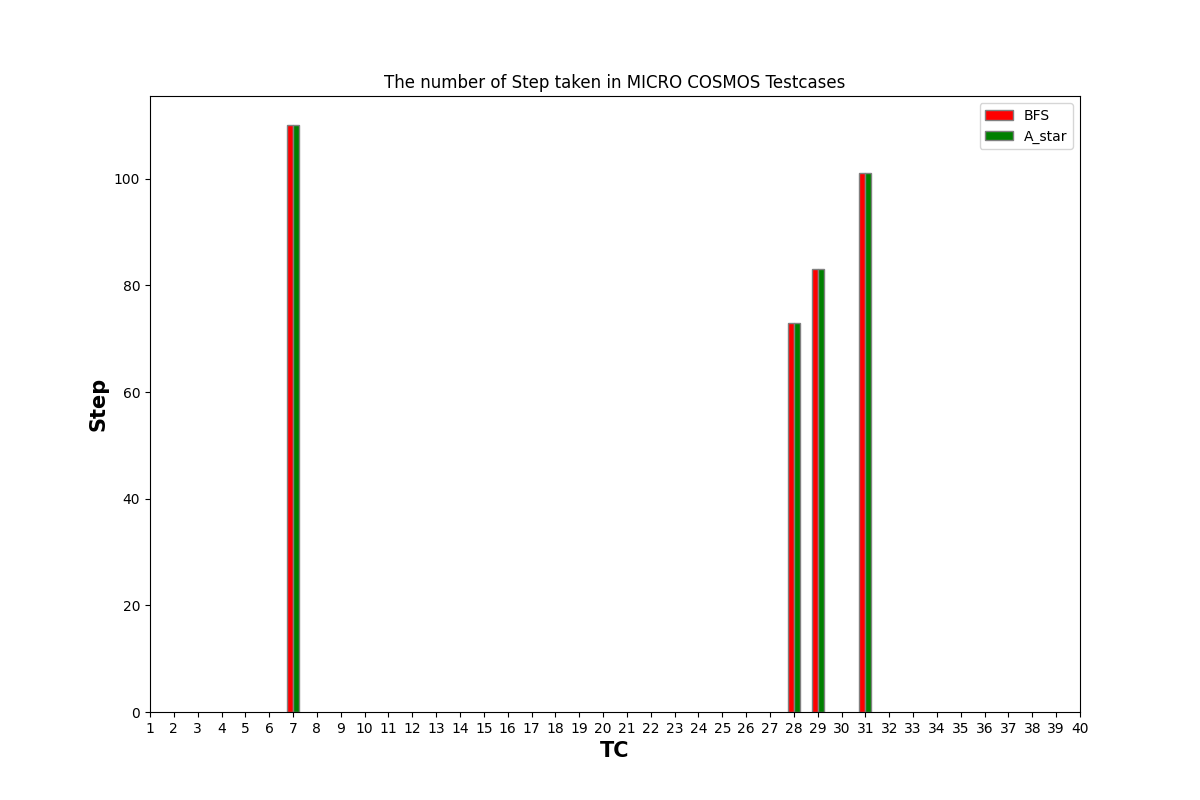 The number of Step taken in MICRO COSMOS Testcases
BFS
A_star
100
80
60
40
20
0
Step
1 2 3 4 5 6 7 8 9 10 11 12 13 14 15 16 17 18 19 20 21 22 23 24 25 26 27 28 29 30 31 32 33 34 35 36 37 38 39 40
TC